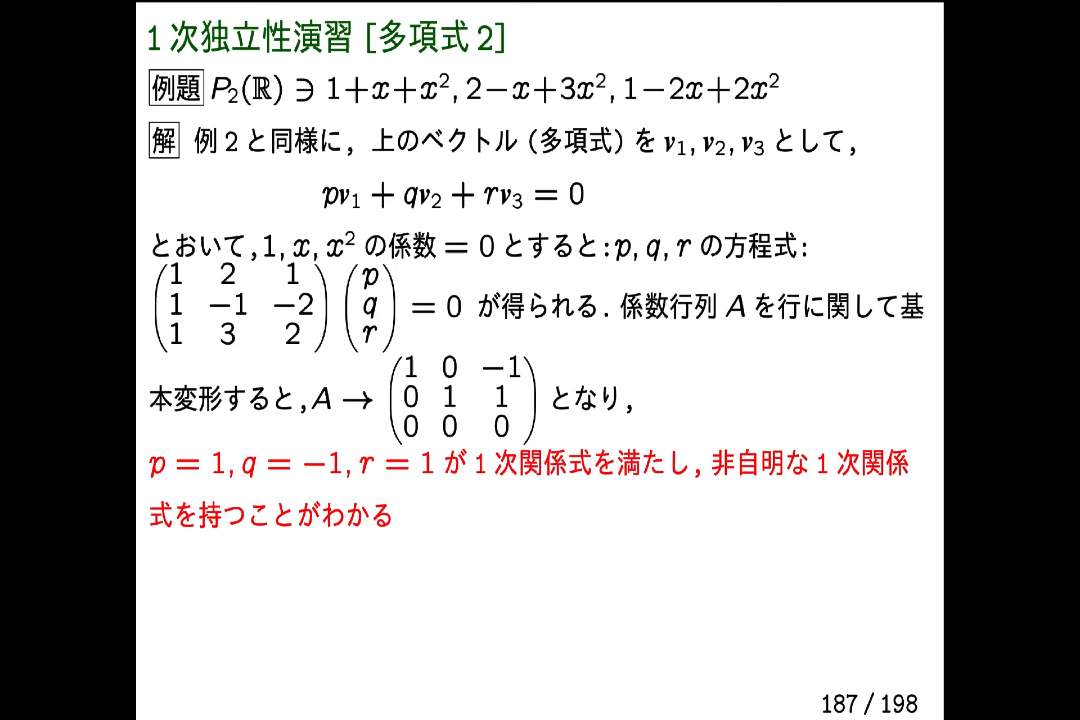 1 次独立性演習 [多項式 2]
例題 P₂(ℝ) ∋ 1+x+x², 2−x+3x², 1−2x+2x²
解 例 2 と同様に, 上のベクトル (多項式) を v₁, v₂, v₃ として,
pv₁ + qv₂ + rv₃ = 0
とおいて, 1, x, x² の係数 = 0 とすると: p, q, r の方程式:
(1 2 1) (p)
(1 −1 −2) (q) = 0 が得られる. 係数行列 A を行に関して基
(1 3 2) (r)
(1 0 −1)
本変形すると, A → (0 1 1) となり,
(0 0 0)
p = 1, q = −1, r = 1 が 1 次関係式を満たし, 非自明な 1 次関係
式を持つことがわかる
187 / 198